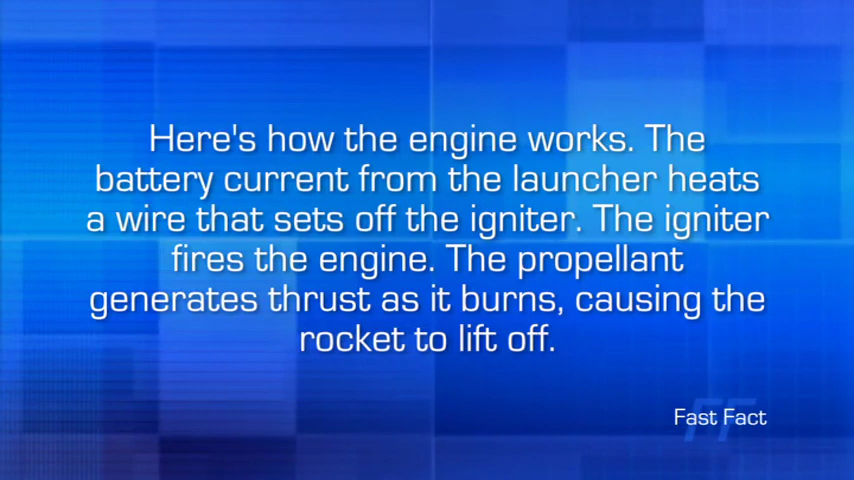 Here's how the engine works. The
battery current from the launcher heats
a wire that sets off the igniter. The igniter
fires the engine. The propellant
generates thrust as it burns, causing the
rocket to lift off.
FF
Fast Fact